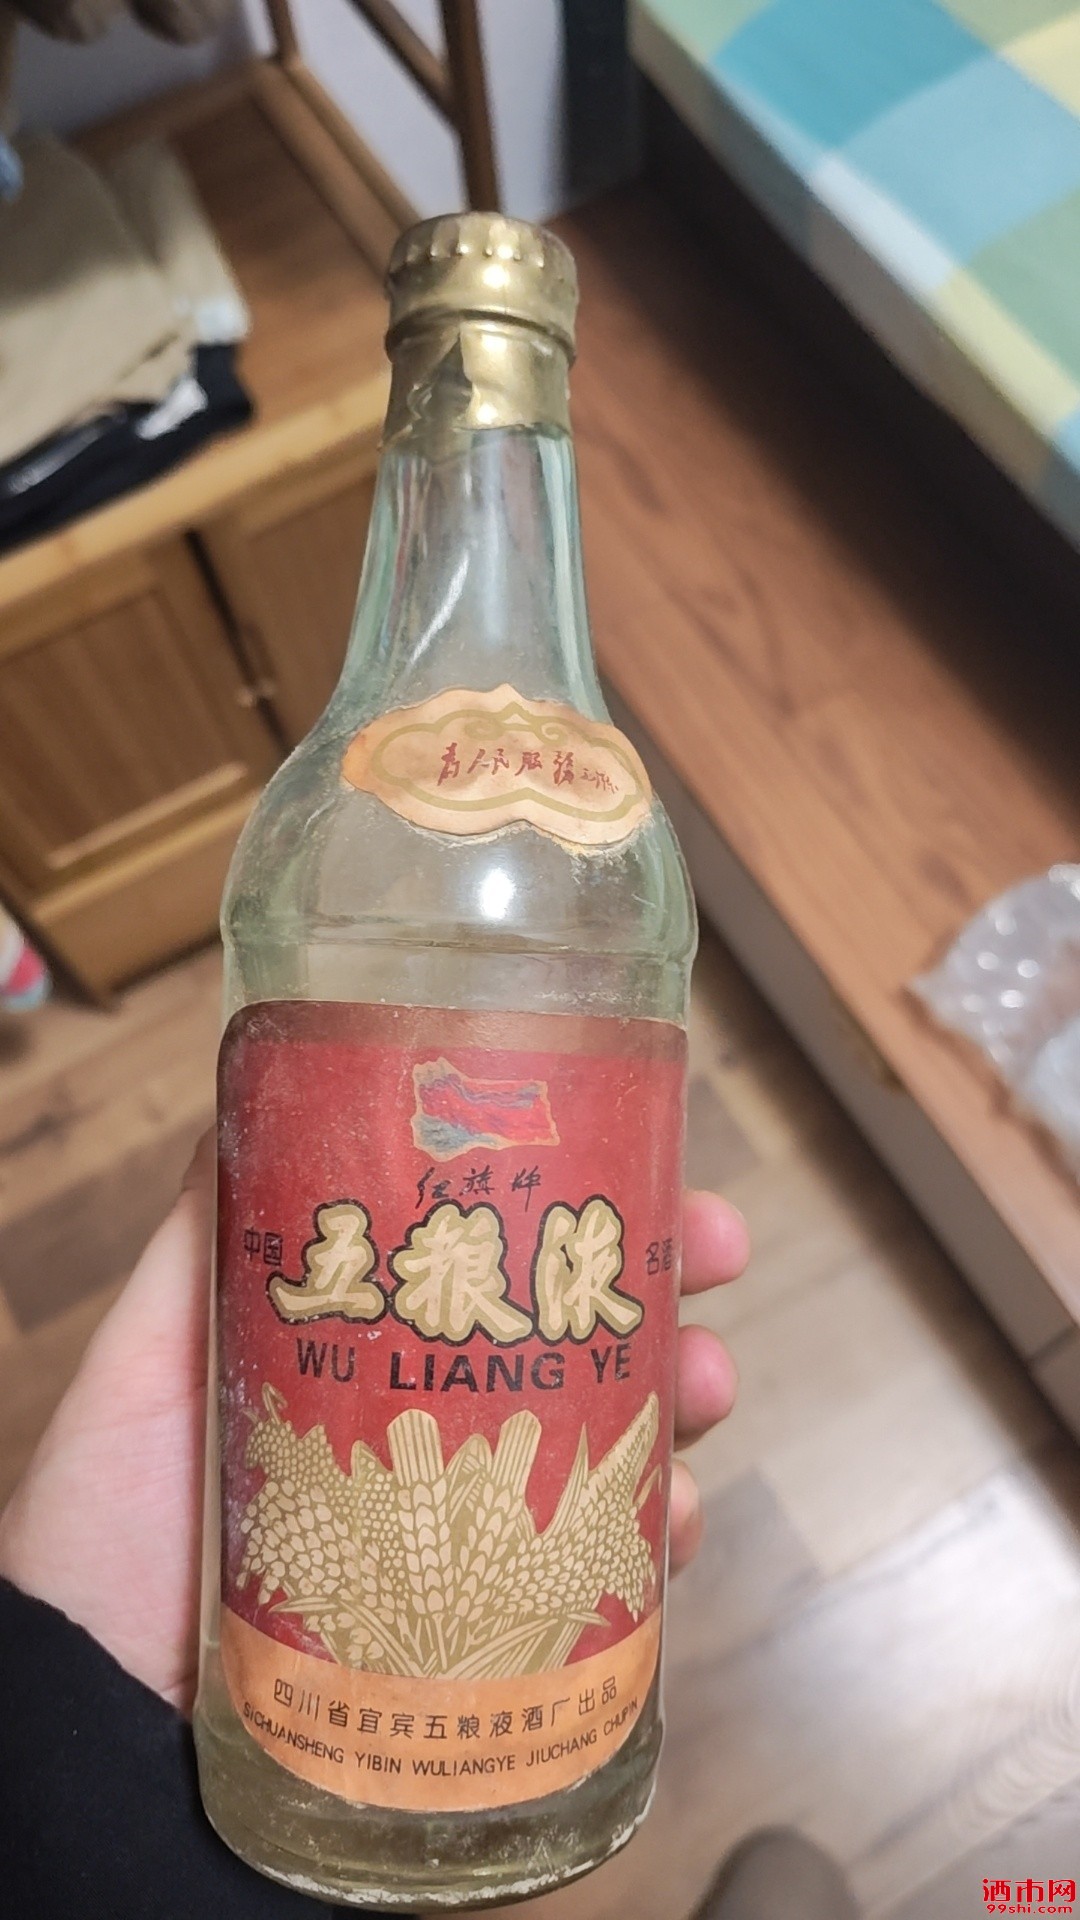 为人民服务
红旗牌
中国 五粮液 名酒
WU LIANG YE
四川省宜宾五粮液酒厂出品
SICHUANSHENG YIBIN WULIANGYE JIUCHANG CHUPIN
酒市网
99shi.com